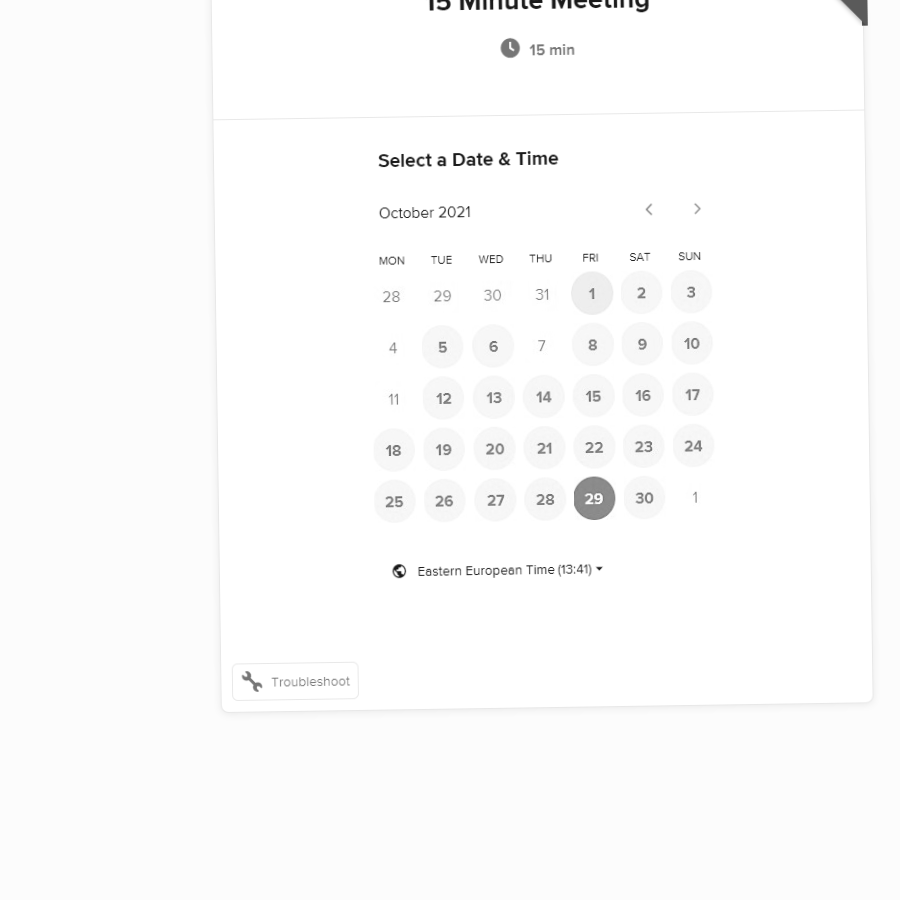 15 Minute Meeting
15 min
Select a Date & Time
October 2021
MON TUE WED THU FRI SAT SUN
28 29 30 31 1 2 3
4 5 6 7 8 9 10
11 12 13 14 15 16 17
18 19 20 21 22 23 24
25 26 27 28 29 30 1
Eastern European Time (13:41)
Troubleshoot